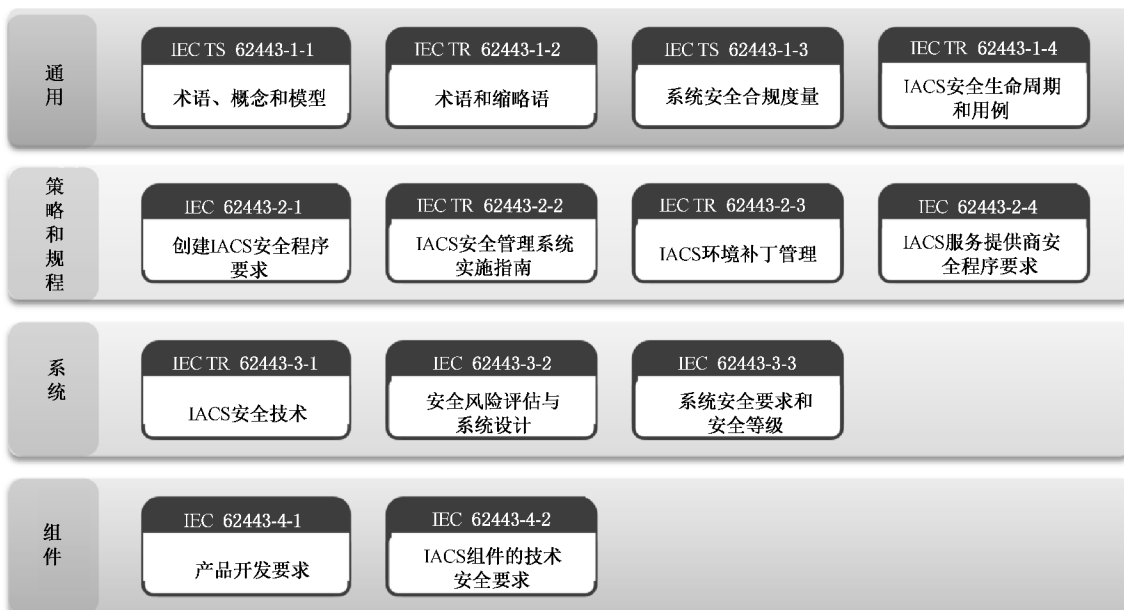 通用
IEC TS 62443-1-1
术语、概念和模型
IEC TR 62443-1-2
术语和缩略语
IEC TS 62443-1-3
系统安全合规度量
IEC TR 62443-1-4
IACS安全生命周期
和用例
策略和规程
IEC 62443-2-1
创建IACS安全程序
要求
IEC TR 62443-2-2
IACS安全管理系统
实施指南
IEC TR 62443-2-3
IACS环境补丁管理
IEC 62443-2-4
IACS服务提供商安
全程序要求
系统
IEC TR 62443-3-1
IACS安全技术
IEC 62443-3-2
安全风险评估与
系统设计
IEC 62443-3-3
系统安全要求和
安全等级
组件
IEC 62443-4-1
产品开发要求
IEC 62443-4-2
IACS组件的技术
安全要求